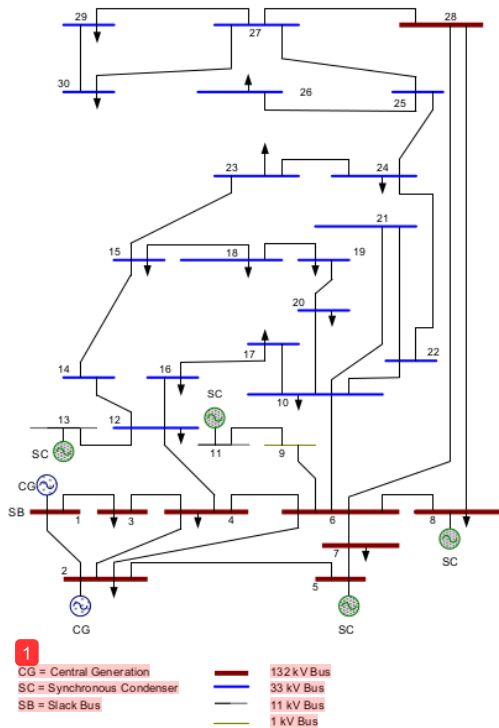 29
27
28
30
26
25
23
24
21
15
18
19
20
17
22
14
16
10
SC
13
12
11
9
SC
CG
SB
1
3
4
6
8
7
2
5
SC
CG
SC
1
CG = Central Generation
132 kV Bus
SC = Synchronous Condenser
33 kV Bus
SB = Slack Bus
11 kV Bus
1 kV Bus